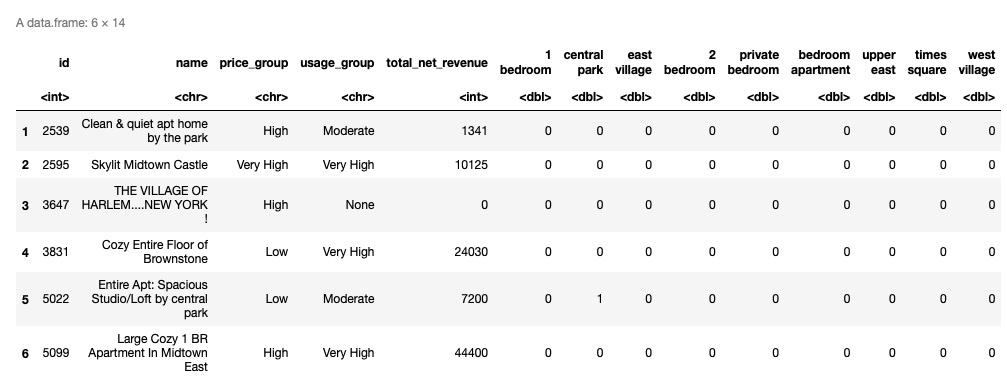 A data.frame: 6 × 14
id name price_group usage_group total_net_revenue 1 bedroom central park east village 2 bedroom private bedroom bedroom apartment upper east times square west village
<int> <chr> <chr> <chr> <int> <dbl> <dbl> <dbl> <dbl> <dbl> <dbl> <dbl> <dbl> <dbl>
1 2539 Clean & quiet apt home by the park High Moderate 1341 0 0 0 0 0 0 0 0 0
2 2595 Skylit Midtown Castle Very High Very High 10125 0 0 0 0 0 0 0 0 0
3 3647 THE VILLAGE OF HARLEM....NEW YORK ! High None 0 0 0 0 0 0 0 0 0 0
4 3831 Cozy Entire Floor of Brownstone Low Very High 24030 0 0 0 0 0 0 0 0 0
5 5022 Entire Apt: Spacious Studio/Loft by central park Low Moderate 7200 0 1 0 0 0 0 0 0 0
6 5099 Large Cozy 1 BR Apartment In Midtown East High Very High 44400 0 0 0 0 0 0 0 0 0